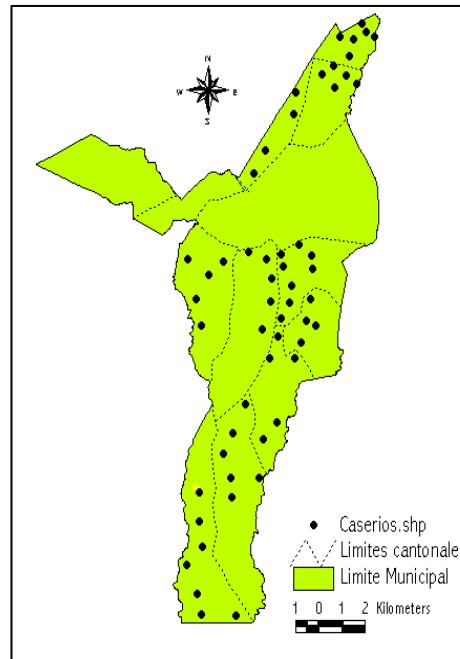 N
W E
S
Caserios.shp
Limites cantonale
Limite Municipal
1 0 1 2 Kilometers